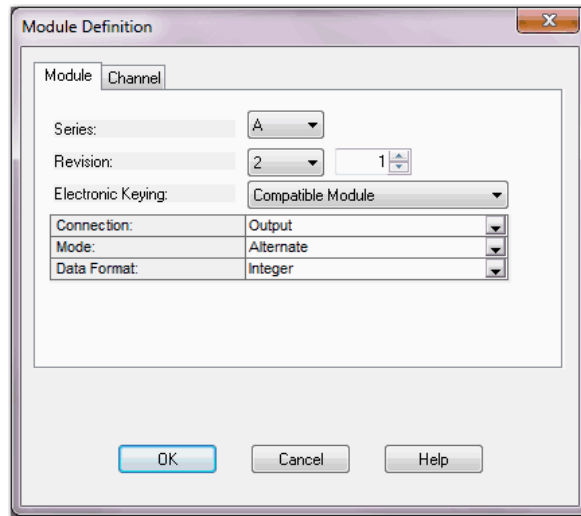 Module Definition
Module Channel
Series: A
Revision: 2 1
Electronic Keying: Compatible Module
Connection: Output
Mode: Alternate
Data Format: Integer
OK Cancel Help